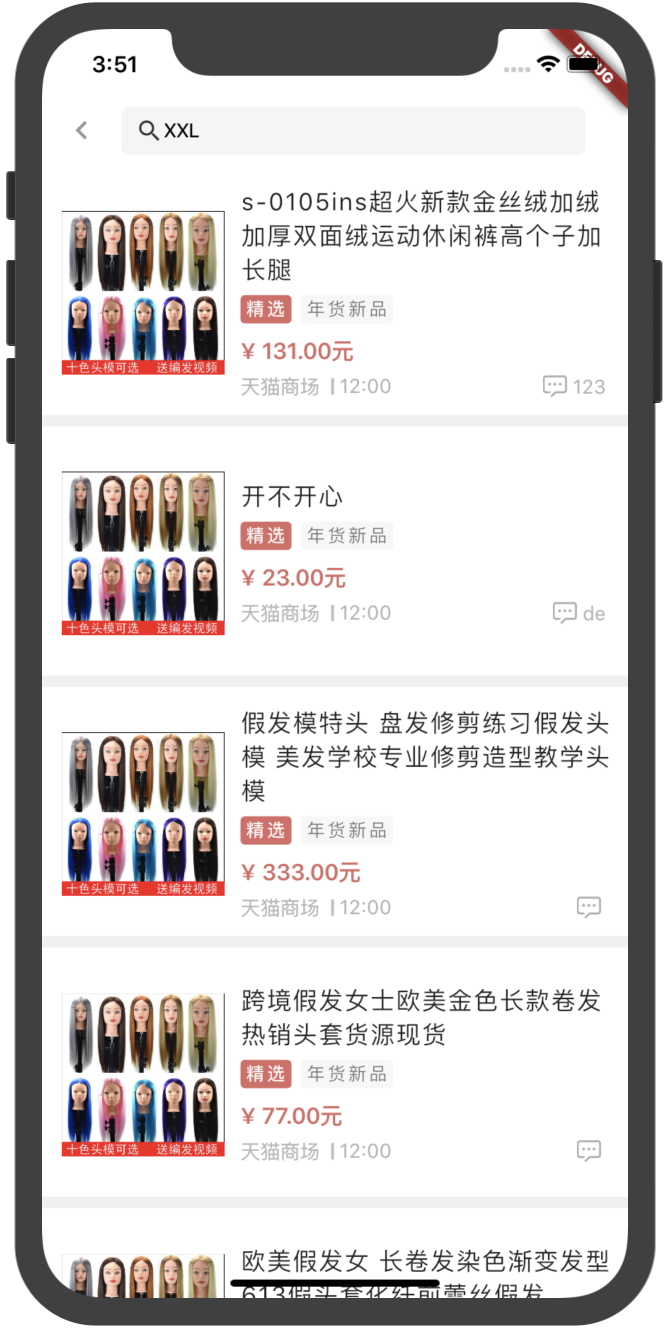 3:51
DEBUG
XXL
s-0105ins超火新款金丝绒加绒
加厚双面绒运动休闲裤高个子加
长腿
精选 年货新品
¥ 131.00元
天猫商场 | 12:00 123
十色头模可选 送编发视频
开不开心
精选 年货新品
¥ 23.00元
天猫商场 | 12:00 de
十色头模可选 送编发视频
假发模特头 盘发修剪练习假发头
模 美发学校专业修剪造型教学头
模
精选 年货新品
¥ 333.00元
天猫商场 | 12:00
十色头模可选 送编发视频
跨境假发女士欧美金色长款卷发
热销头套货源现货
精选 年货新品
¥ 77.00元
天猫商场 | 12:00
十色头模可选 送编发视频
欧美假发女 长卷发染色渐变发型
613假头套化纤前蕾丝假发